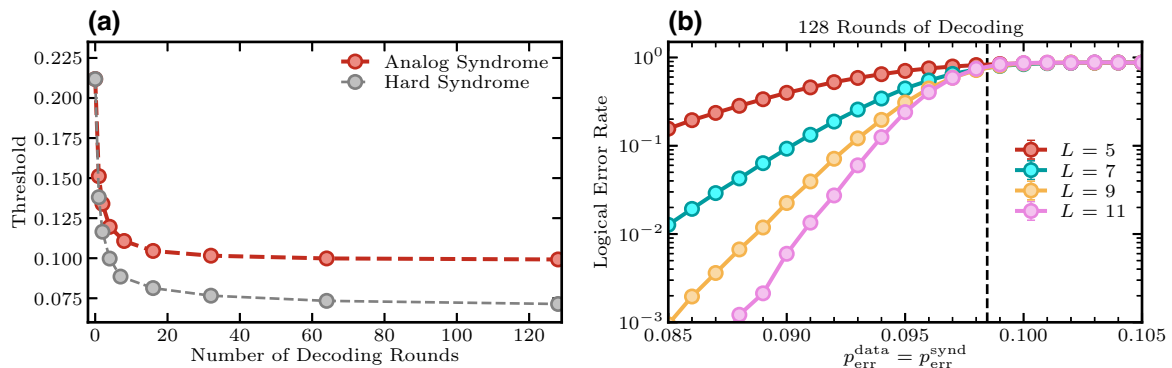 (a)
0.225
0.200
0.175
0.150
0.125
0.100
0.075
Threshold
Analog Syndrome
Hard Syndrome
0 20 40 60 80 100 120
Number of Decoding Rounds
(b)
128 Rounds of Decoding
10⁰
10⁻¹
10⁻²
10⁻³
Logical Error Rate
L = 5
L = 7
L = 9
L = 11
0.085 0.090 0.095 0.100 0.105
p_err^data = p_err^synd